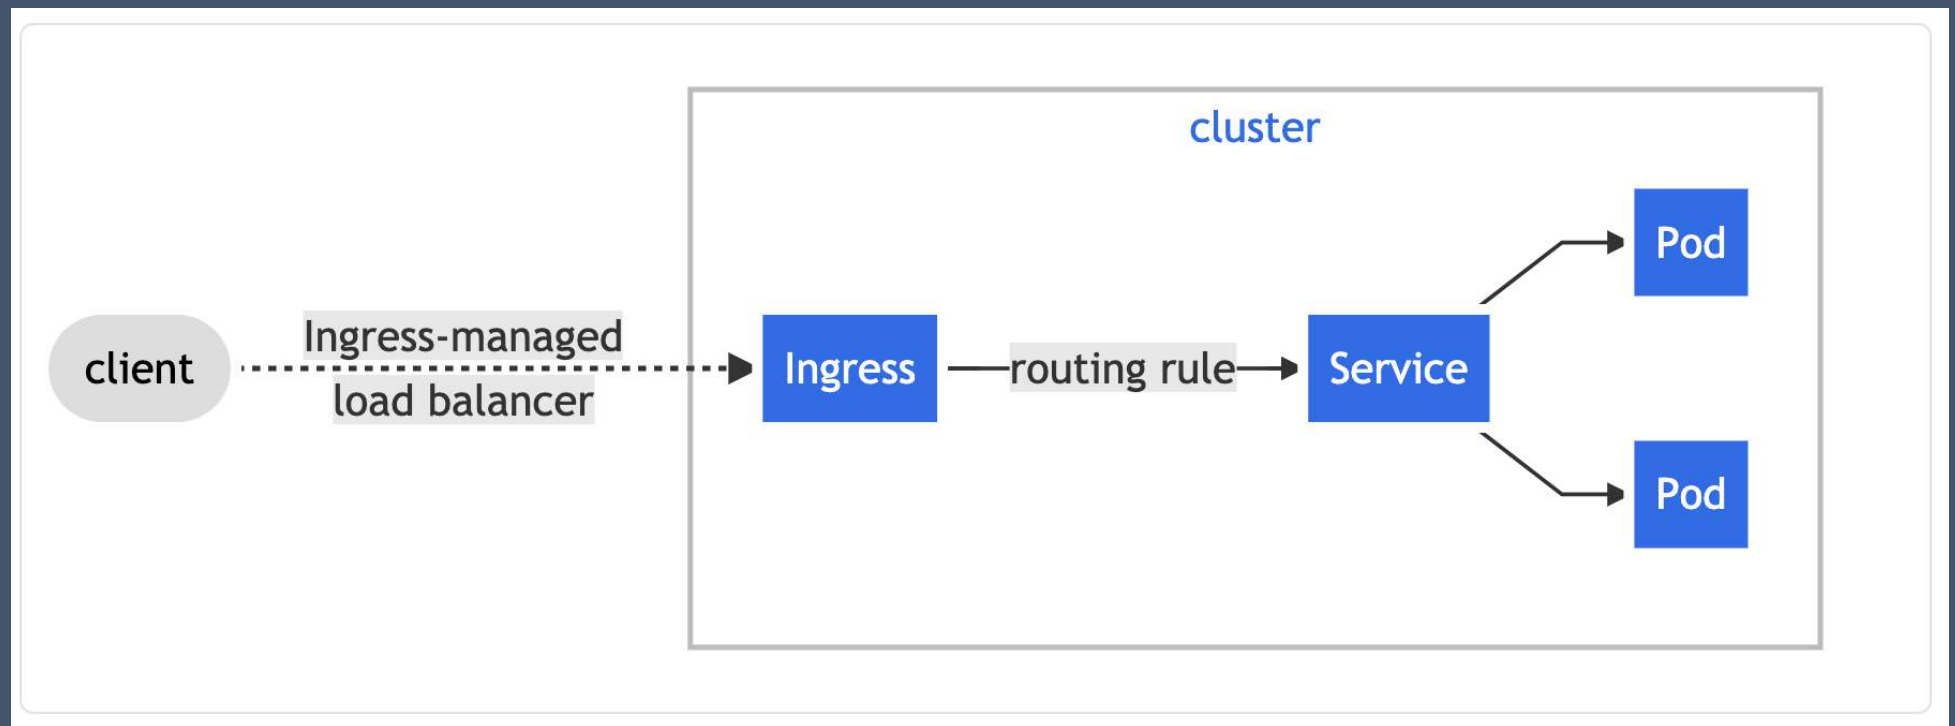 cluster
Pod
client
Ingress-managed
load balancer
Ingress
routing rule
Service
Pod